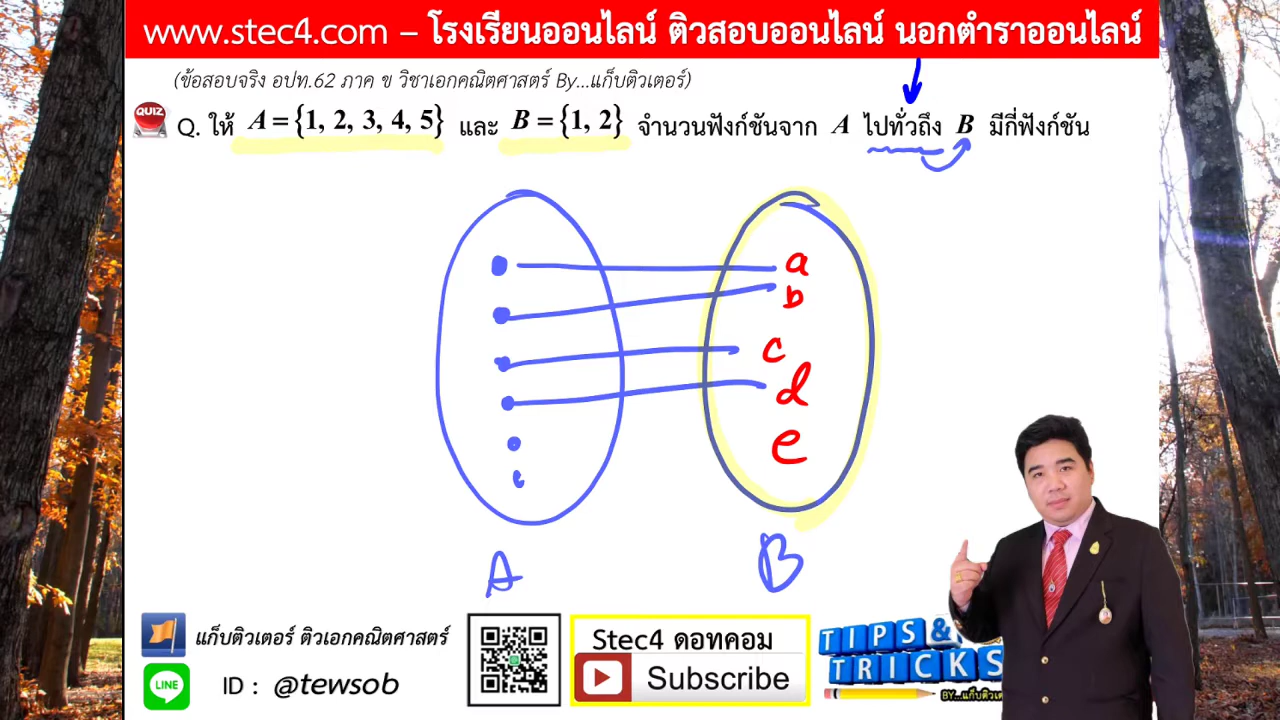 www.stec4.com – โรงเรียนออนไลน์ ติวสอบออนไลน์ นอกตำราออนไลน์
(ข้อสอบจริง อปท.62 ภาค ข วิชาเอกคณิตศาสตร์ By...แก็บติวเตอร์)
QUIZ
Q. ให้ A = {1, 2, 3, 4, 5} และ B = {1, 2} จำนวนฟังก์ชันจาก A ไปทั่วถึง B มีกี่ฟังก์ชัน
a
b
c
d
e
A B
แก็บติวเตอร์ ติวเอกคณิตศาสตร์
LINE
ID : @tewsob
Stec4 ดอทคอม
Subscribe
TIPS &
TRICKS